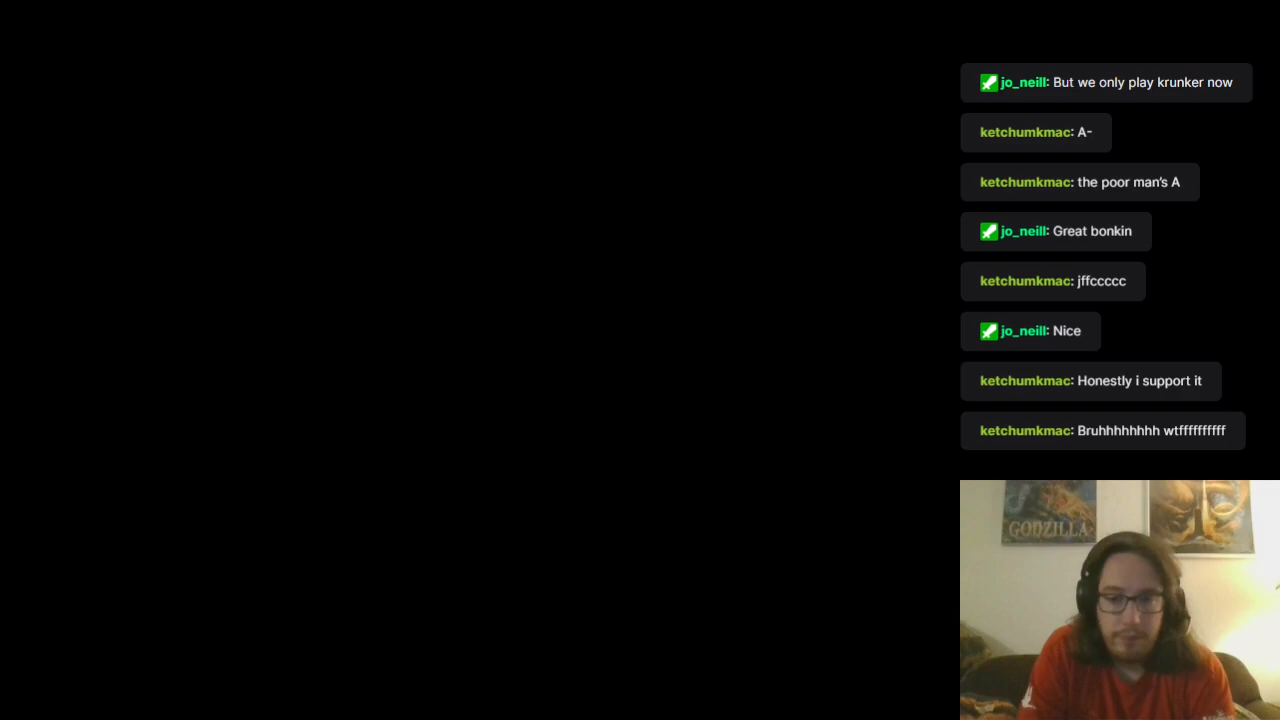 jo_neill: But we only play krunker now
ketchumkmac: A-
ketchumkmac: the poor man's A
jo_neill: Great bonkin
ketchumkmac: jffccccc
jo_neill: Nice
ketchumkmac: Honestly i support it
ketchumkmac: Bruhhhhhhhh wtffffffffff
GODZILLA